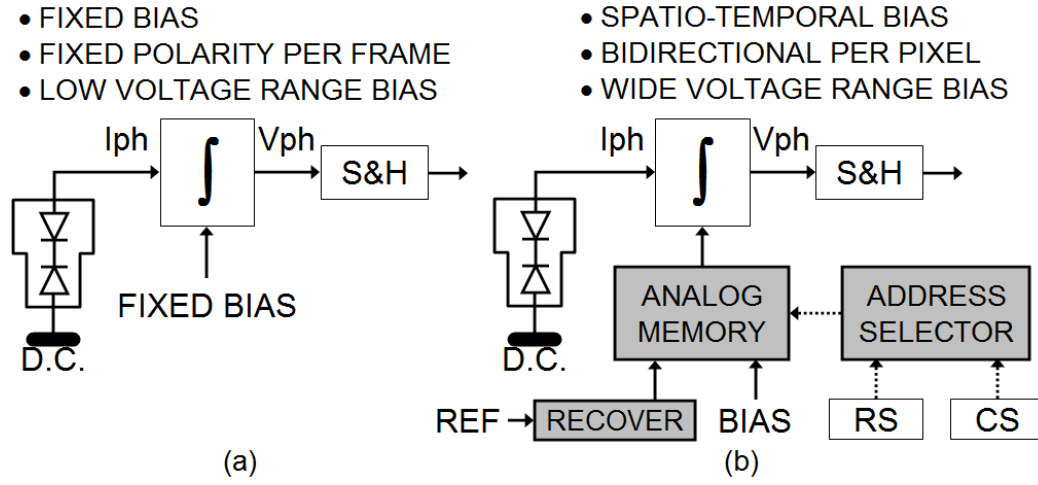 • FIXED BIAS
• FIXED POLARITY PER FRAME
• LOW VOLTAGE RANGE BIAS
Iph
∫
Vph
S&H
FIXED BIAS
D.C.
(a)
• SPATIO-TEMPORAL BIAS
• BIDIRECTIONAL PER PIXEL
• WIDE VOLTAGE RANGE BIAS
Iph
∫
Vph
S&H
ANALOG
MEMORY
ADDRESS
SELECTOR
D.C.
REF
RECOVER
BIAS
RS
CS
(b)